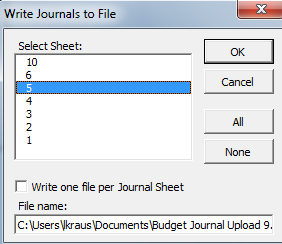 Write Journals to File
Select Sheet:
10
6
5
4
3
2
1
OK
Cancel
All
None
Write one file per Journal Sheet
File name:
C:\Users\lkraus\Documents\Budget Journal Upload 9.